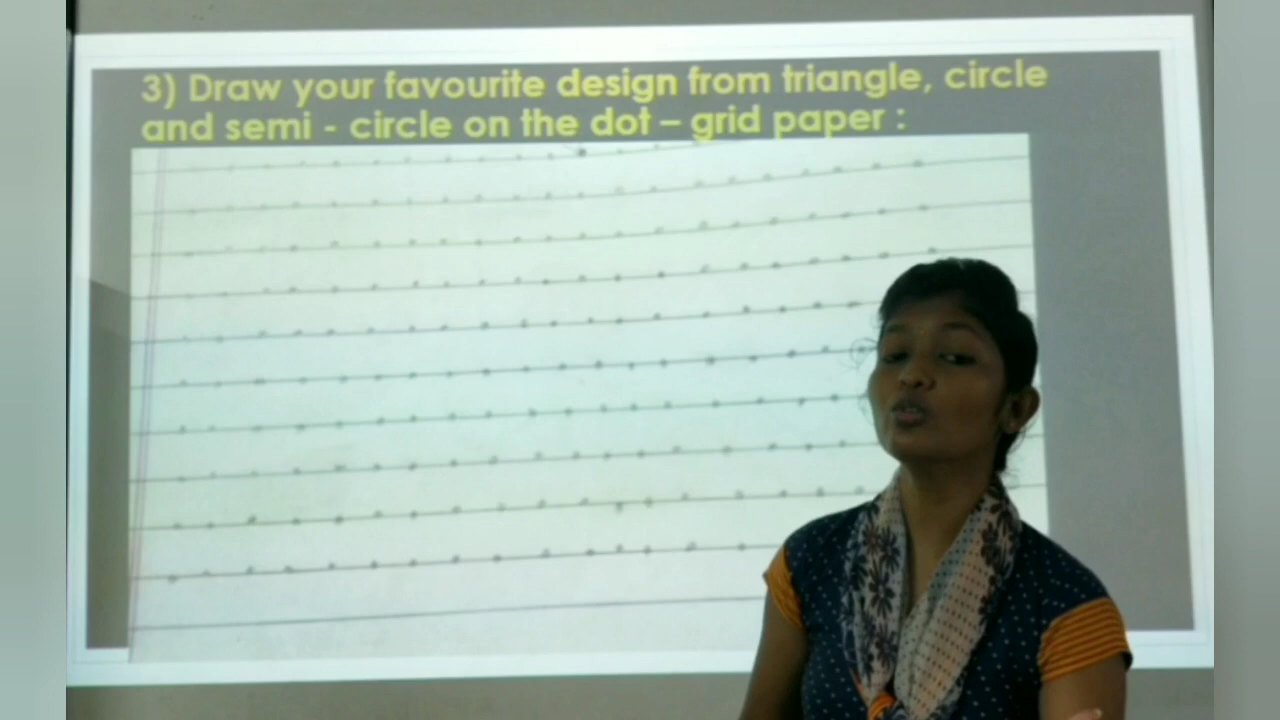 3) Draw your favourite design from triangle, circle
and semi - circle on the dot – grid paper :